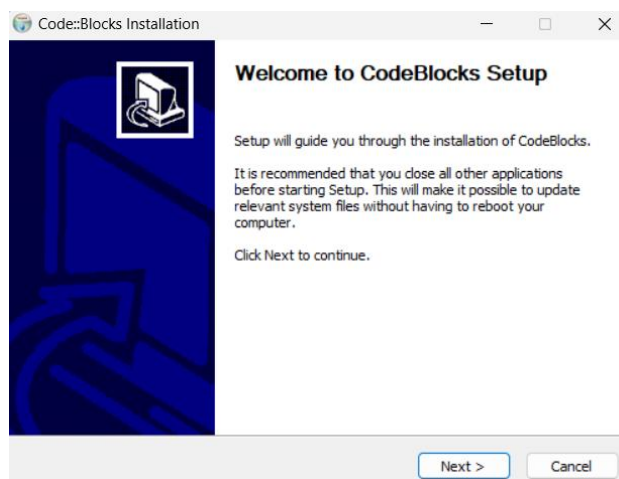 Code::Blocks Installation
Welcome to CodeBlocks Setup
Setup will guide you through the installation of CodeBlocks.
It is recommended that you close all other applications
before starting Setup. This will make it possible to update
relevant system files without having to reboot your
computer.
Click Next to continue.
Next >
Cancel